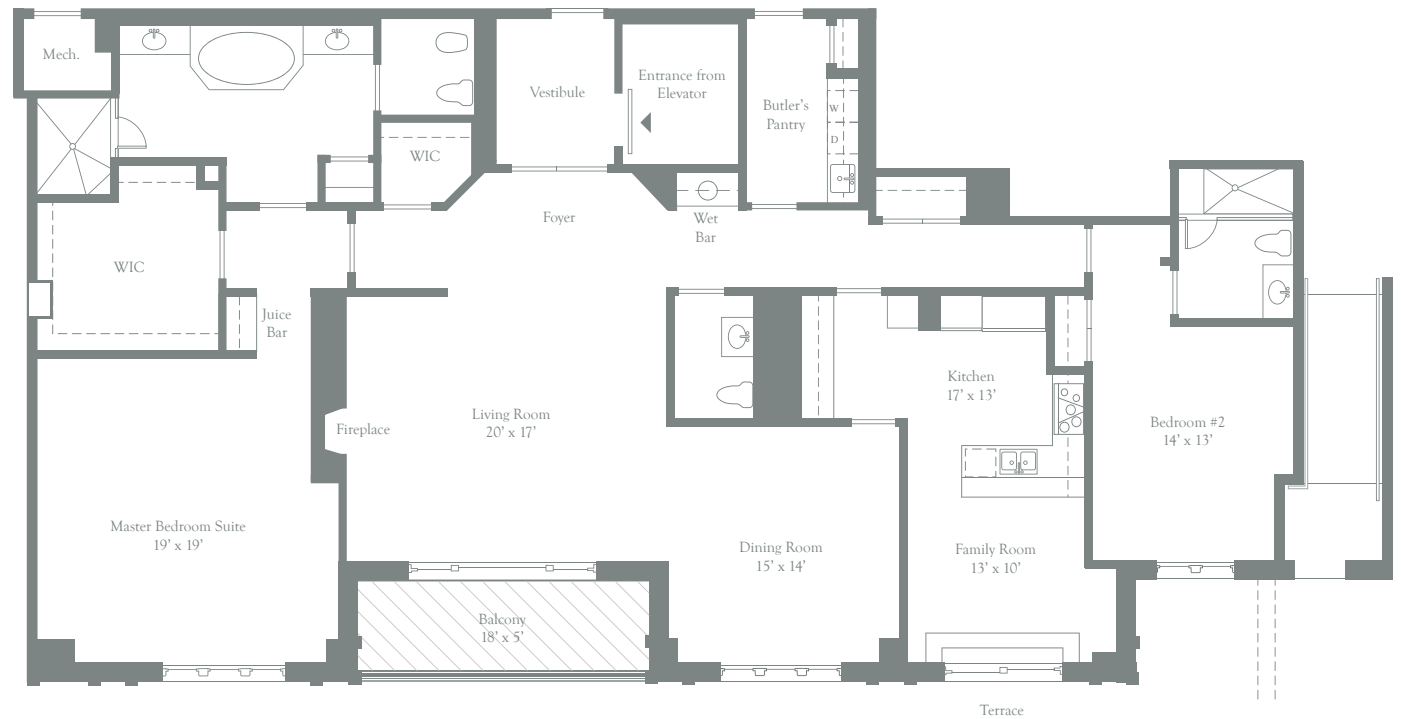 Mech.
Vestibule
Entrance from
Elevator
Butler's
Pantry
W
D
WIC
Foyer
Wet
Bar
WIC
Juice
Bar
Kitchen
17' x 13'
Living Room
20' x 17'
Fireplace
Bedroom #2
14' x 13'
Master Bedroom Suite
19' x 19'
Dining Room
15' x 14'
Family Room
13' x 10'
Balcony
18' x 5'
Terrace